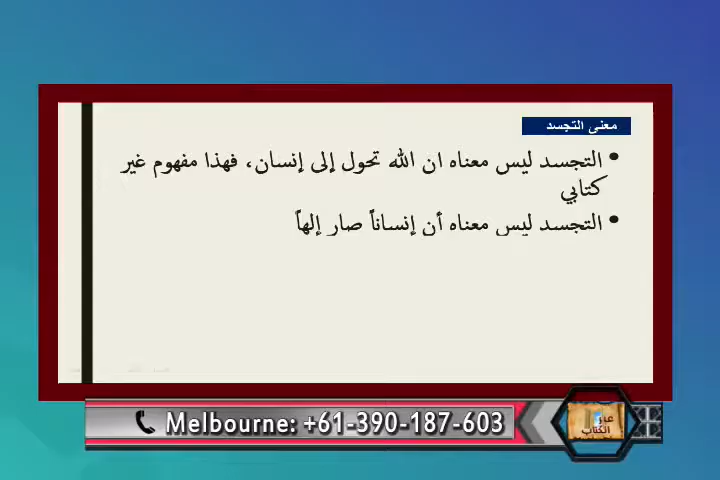 معنى التجسد
• التجسد ليس معناه ان الله تحول إلى إنسان، فهذا مفهوم غير
كتابي
• التجسد ليس معناه أن إنساناً صار إلهاً
Melbourne: +61-390-187-603
الكتاب